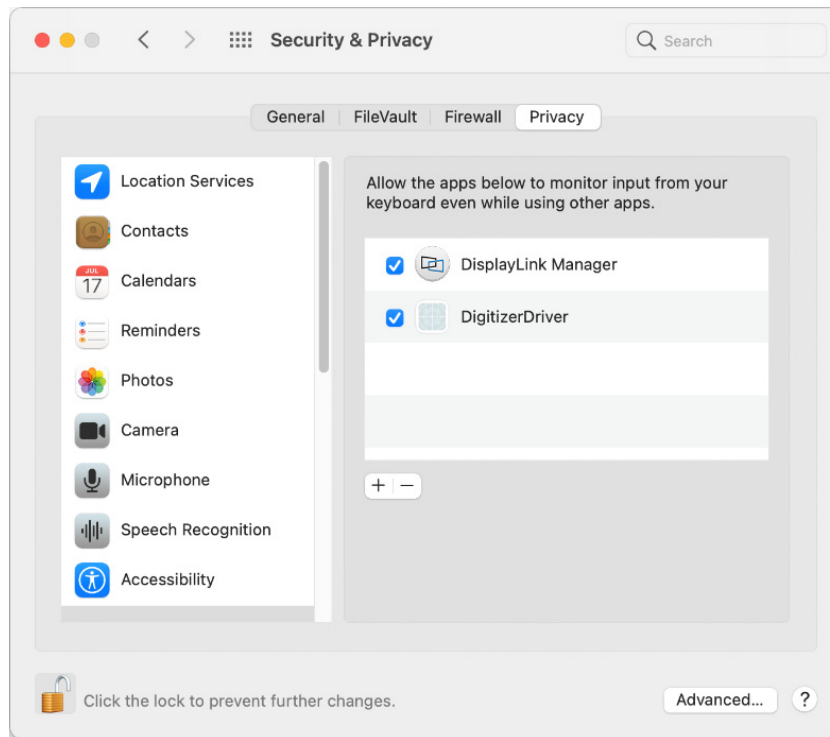 Security & Privacy
Search
General
FileVault
Firewall
Privacy
Location Services
Contacts
JUL
17
Calendars
Reminders
Photos
Camera
Microphone
Speech Recognition
Accessibility
Allow the apps below to monitor input from your
keyboard even while using other apps.
DisplayLink Manager
DigitizerDriver
+ −
Click the lock to prevent further changes.
Advanced...
?